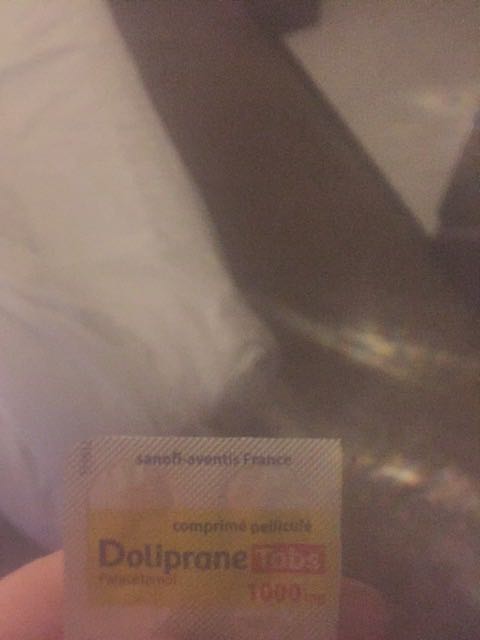 sanofi-aventis France
comprimé pelliculé
Doliprane Tabs
Paracétamol
1000 mg